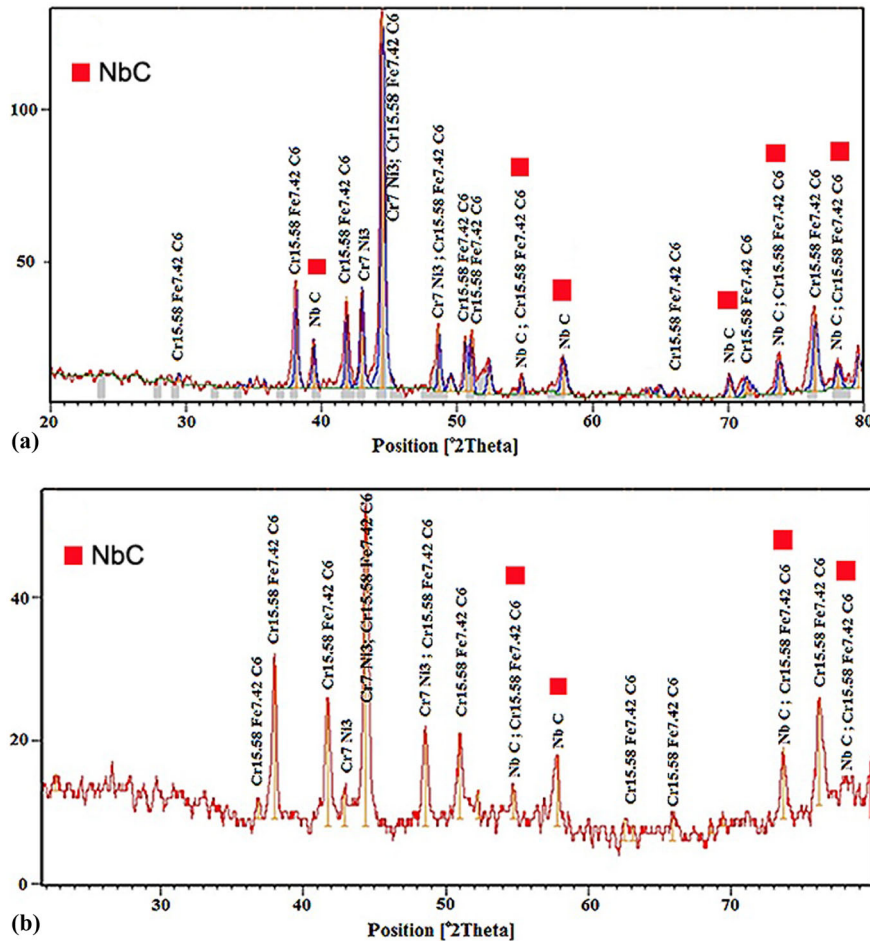 NbC
100
50
Cr15.58 Fe7.42 C6
Cr15.58 Fe7.42 C6
Nb C
Cr15.58 Fe7.42 C6
Cr7 Ni3
Cr7 Ni3; Cr15.58 Fe7.42 C6
Cr7 Ni3 ; Cr15.58 Fe7.42 C6
Cr15.58 Fe7.42 C6
Cr15.58 Fe7.42 C6
Nb C ; Cr15.58 Fe7.42 C6
Nb C
Cr15.58 Fe7.42 C6
Nb C
Cr15.58 Fe7.42 C6
Nb C ; Cr15.58 Fe7.42 C6
Cr15.58 Fe7.42 C6
Nb C ; Cr15.58 Fe7.42 C6
20 30 40 50 60 70 80
(a)
Position [°2Theta]
NbC
40
20
0
Cr15.58 Fe7.42 C6
Cr15.58 Fe7.42 C6
Cr15.58 Fe7.42 C6
Cr7 Ni3
Cr7 Ni3; Cr15.58 Fe7.42 C6
Cr7 Ni3 ; Cr15.58 Fe7.42 C6
Cr15.58 Fe7.42 C6
Nb C ; Cr15.58 Fe7.42 C6
Nb C
Cr15.58 Fe7.42 C6
Cr15.58 Fe7.42 C6
Nb C ; Cr15.58 Fe7.42 C6
Cr15.58 Fe7.42 C6
Nb C ; Cr15.58 Fe7.42 C6
30 40 50 60 70
(b)
Position [°2Theta]